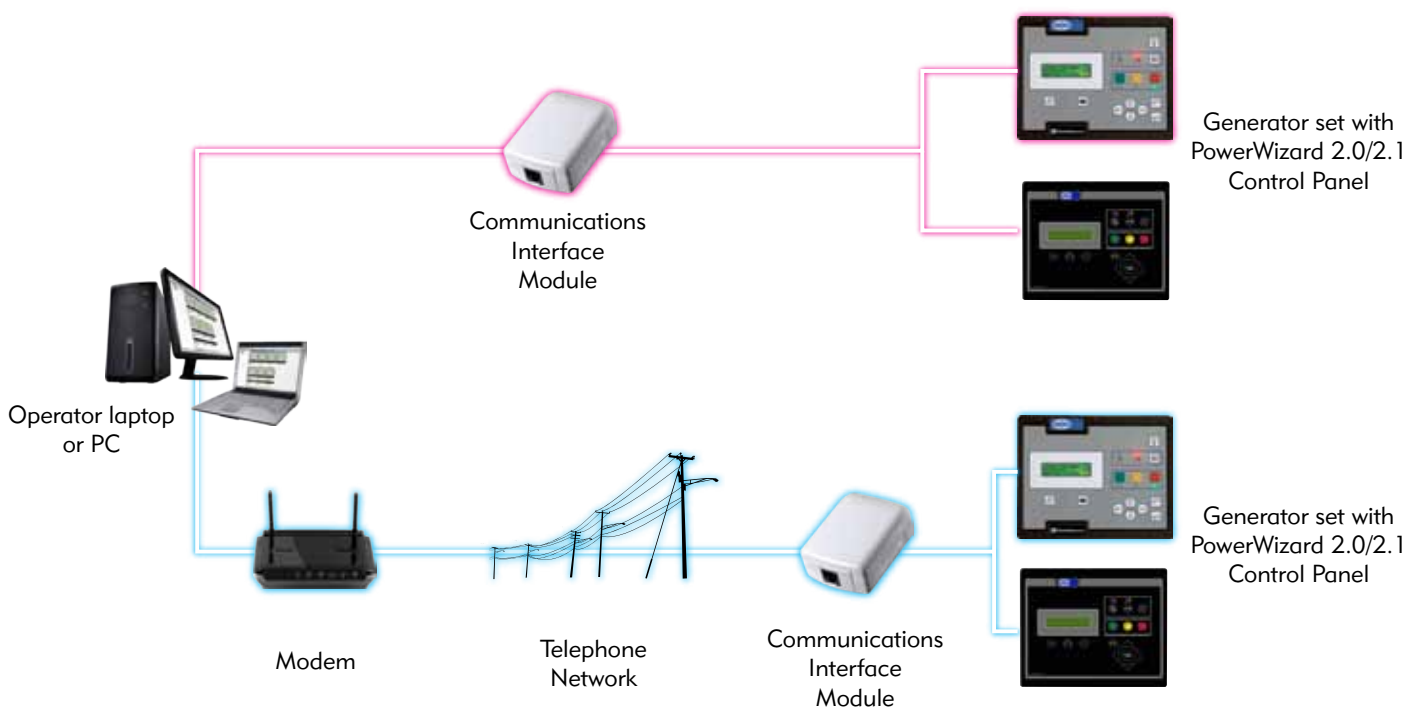 Generator set with
PowerWizard 2.0/2.1
Control Panel
Communications
Interface
Module
Operator laptop
or PC
Generator set with
PowerWizard 2.0/2.1
Control Panel
Modem
Telephone
Network
Communications
Interface
Module